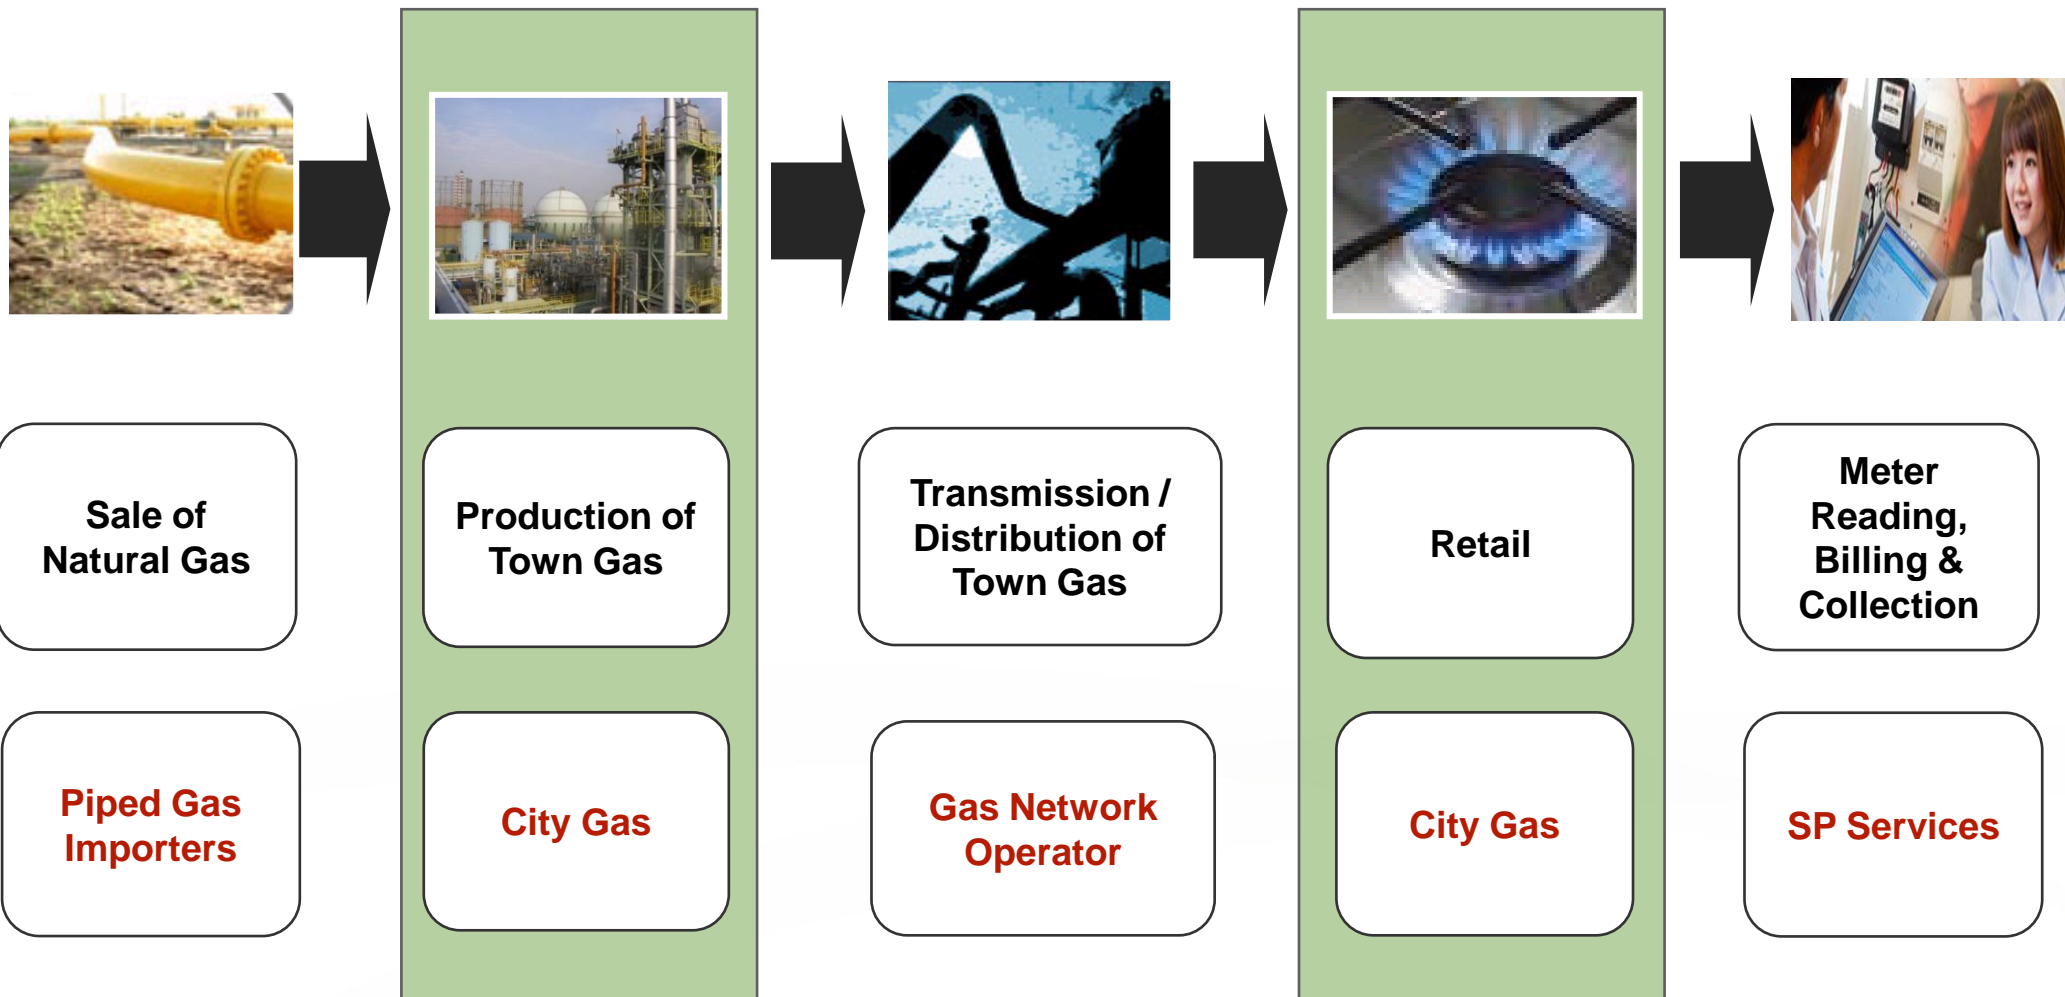 Sale of
Natural Gas
Production of
Town Gas
Transmission /
Distribution of
Town Gas
Retail
Meter
Reading,
Billing &
Collection
Piped Gas
Importers
City Gas
Gas Network
Operator
City Gas
SP Services